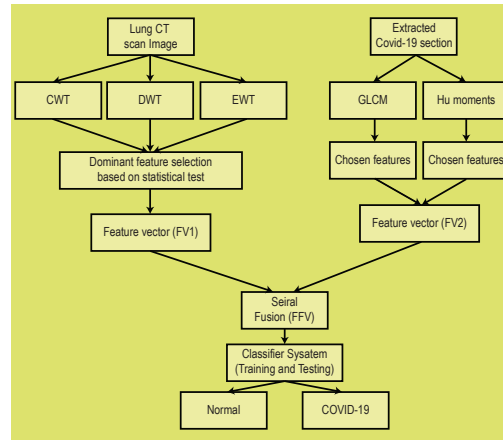 Lung CT
scan Image
Extracted
Covid-19 section
CWT
DWT
EWT
GLCM
Hu moments
Dominant feature selection
based on statistical test
Chosen features
Chosen features
Feature vector (FV1)
Feature vector (FV2)
Seiral
Fusion (FFV)
Classifier Sysatem
(Training and Testing)
Normal
COVID-19